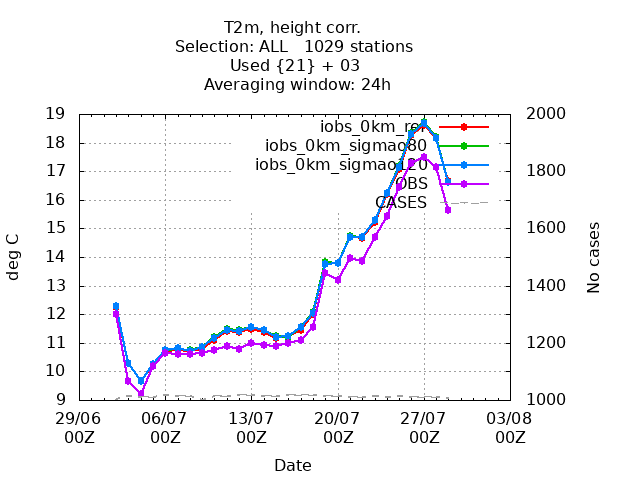 T2m, height corr.
Selection: ALL   1029 stations
Used {21} + 03
Averaging window: 24h
19
18
17
16
15
14
13
12
11
10
9
deg C
2000
1800
1600
1400
1200
1000
No cases
iobs_0km_ref
iobs_0km_sigmao80
iobs_0km_sigmao120
OBS
CASES
29/06 06/07 13/07 20/07 27/07 03/08
00Z 00Z 00Z 00Z 00Z 00Z
Date